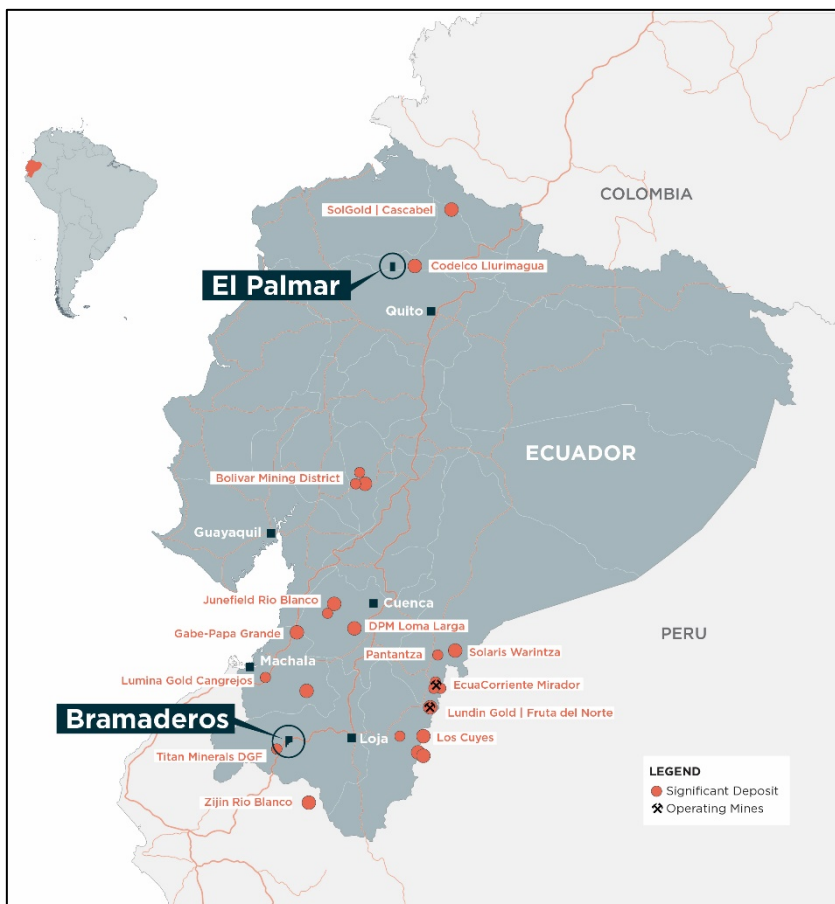 COLOMBIA
SolGold | Cascabel
Codelco Llurimagua
El Palmar
Quito
ECUADOR
Bolivar Mining District
Guayaquil
Junefield Rio Blanco
Cuenca
Gabe-Papa Grande
DPM Loma Larga
PERU
Pantantza
Solaris Warintza
Machala
Lumina Gold Cangrejos
EcuaCorriente Mirador
Lundin Gold | Fruta del Norte
Bramaderos
Loja
Los Cuyes
Titan Minerals DGF
Zijin Rio Blanco
LEGEND
Significant Deposit
Operating Mines